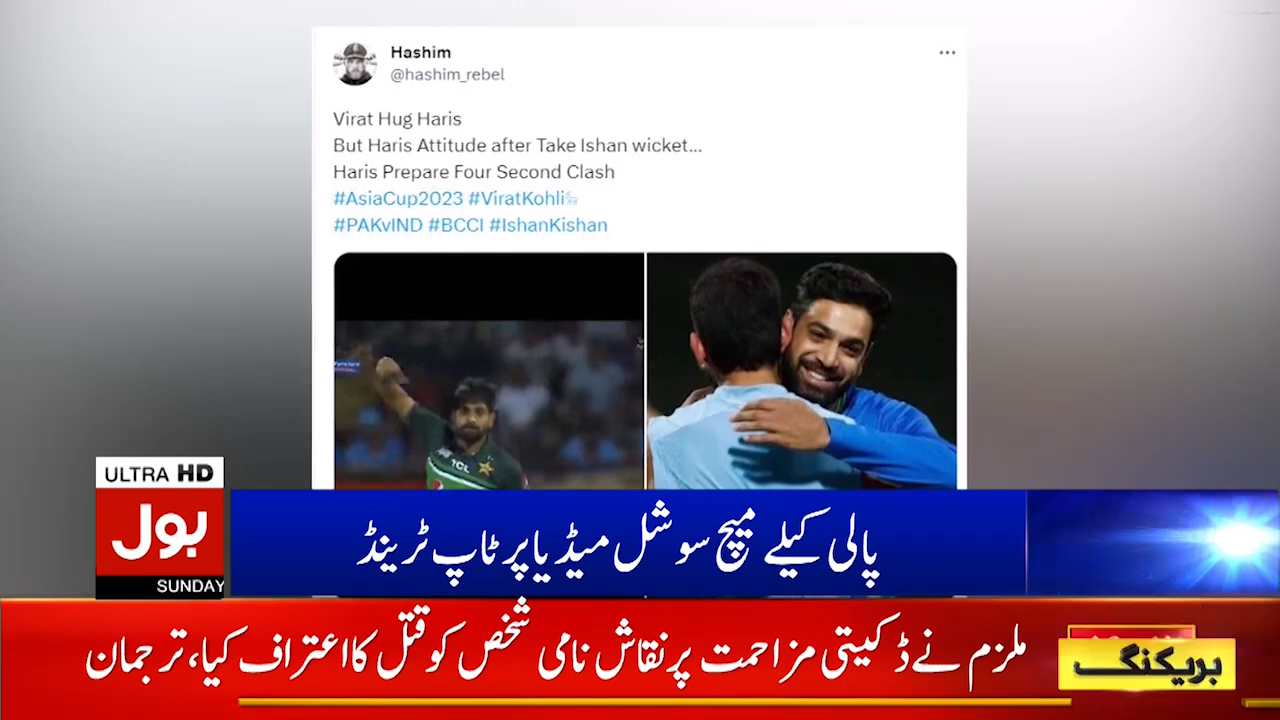 Hashim
@hashim_rebel
Virat Hug Haris
But Haris Attitude after Take Ishan wicket...
Haris Prepare Four Second Clash
#AsiaCup2023 #ViratKohli
#PAKvIND #BCCI #IshanKishan
TCL
ULTRA HD
بول
SUNDAY
پالی کیلے میچ سوشل میڈیا پر ٹاپ ٹرینڈ
ملزم نے ڈکیتی مزاحمت پر نقاش نامی شخص کو قتل کا اعتراف کیا، ترجمان
بریکنگ